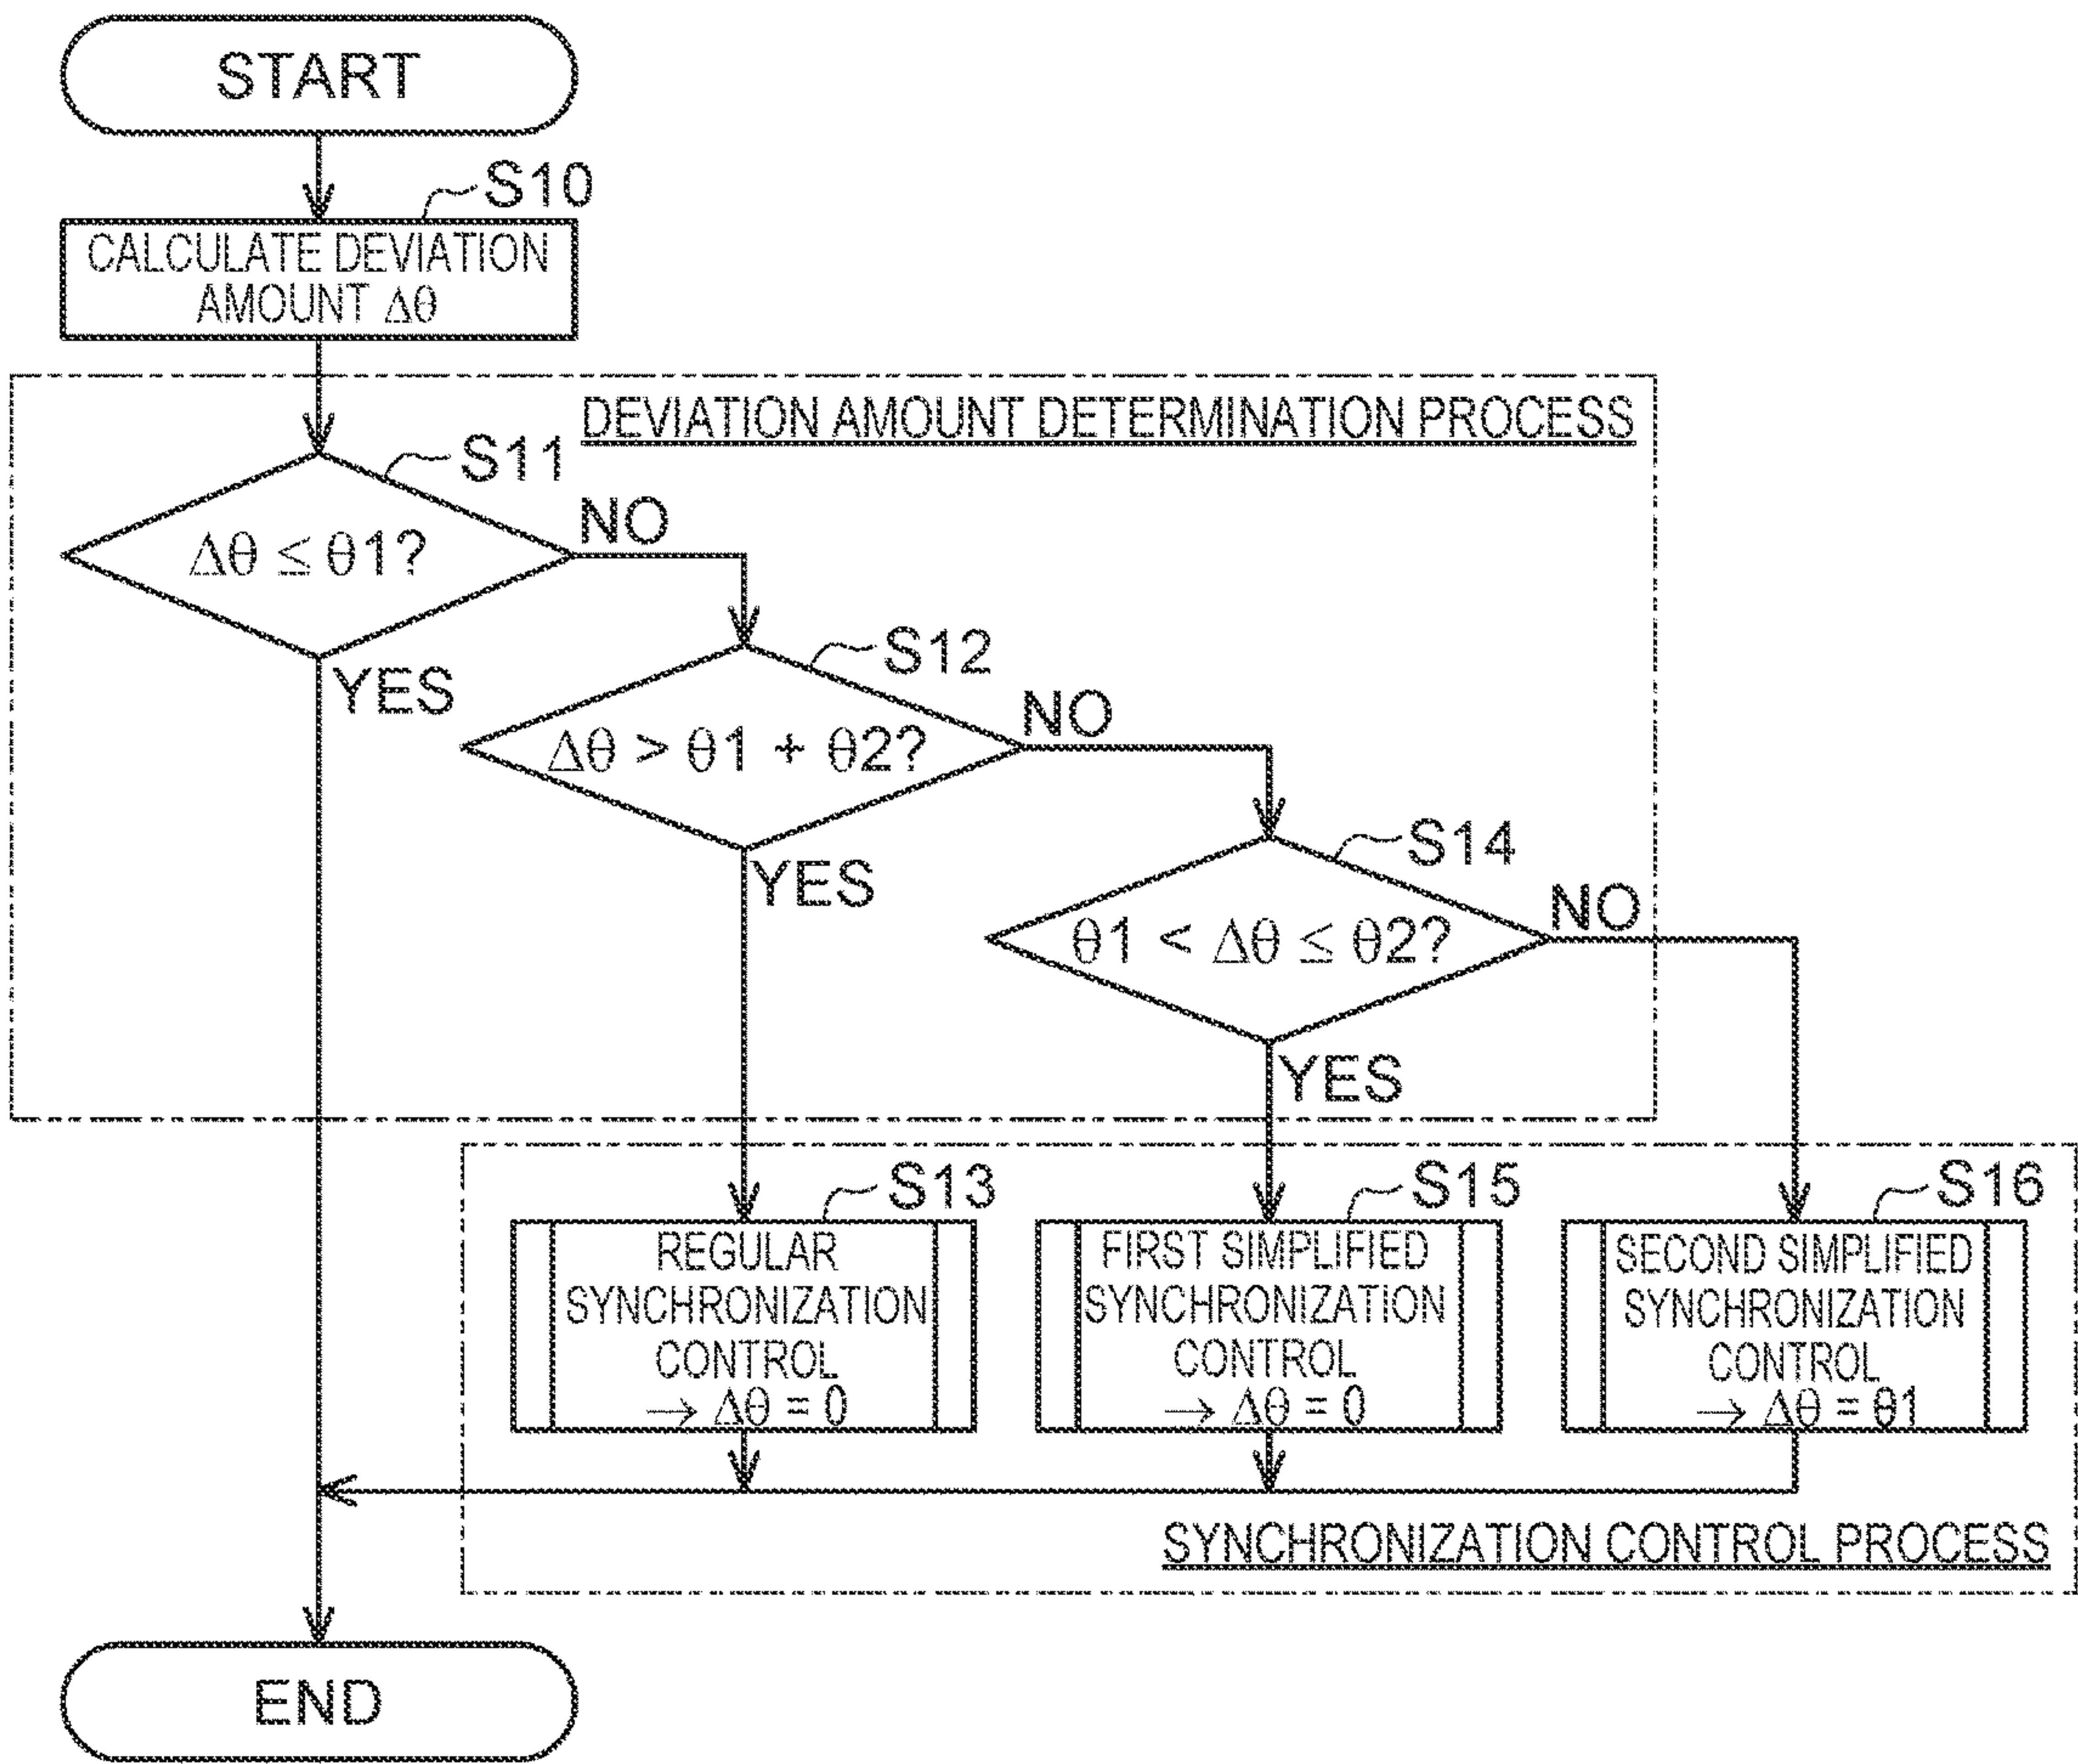 START
S10
CALCULATE DEVIATION
AMOUNT Δθ
DEVIATION AMOUNT DETERMINATION PROCESS
S11
NO
Δθ ≤ θ1?
YES
S12
NO
Δθ > θ1 + θ2?
YES
S14
NO
θ1 < Δθ ≤ θ2?
YES
S13
REGULAR
SYNCHRONIZATION
CONTROL
→ Δθ = 0
S15
FIRST SIMPLIFIED
SYNCHRONIZATION
CONTROL
→ Δθ = 0
S16
SECOND SIMPLIFIED
SYNCHRONIZATION
CONTROL
→ Δθ = θ1
SYNCHRONIZATION CONTROL PROCESS
END